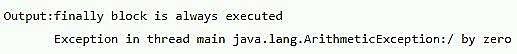 Output:finally block is always executed
Exception in thread main java.lang.ArithmeticException:/ by zero